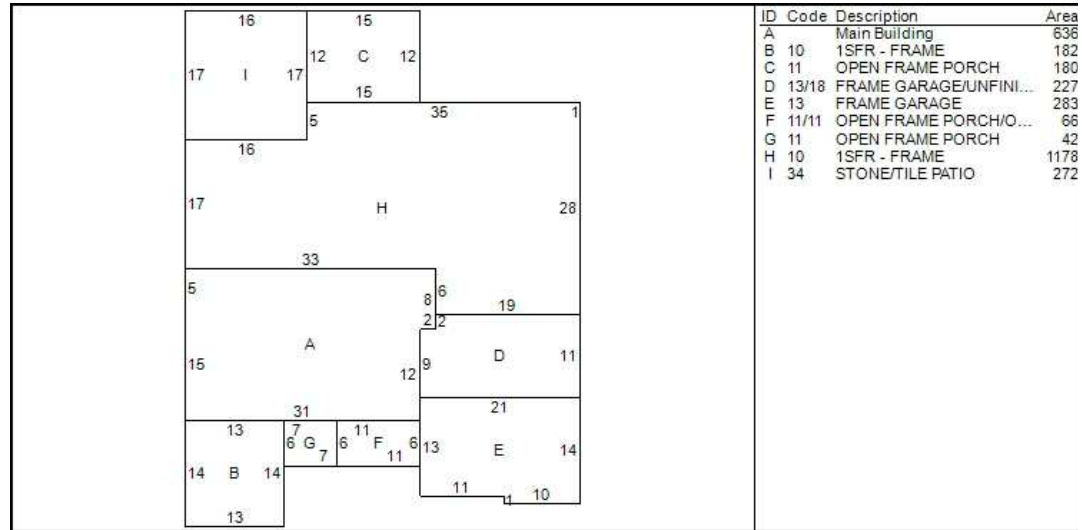 16
15
17
I
17
12
C
12
15
35
1
5
16
17
H
28
33
5
6
8
19
2
2
A
D
15
9
11
12
31
21
13
7
11
6
G
6
F
6
13
E
14
7
11
14
B
14
11
1
10
13
ID Code Description Area
A Main Building 636
B 10 1SFR - FRAME 182
C 11 OPEN FRAME PORCH 180
D 13/18 FRAME GARAGE/UNFINI... 227
E 13 FRAME GARAGE 283
F 11/11 OPEN FRAME PORCH/O... 66
G 11 OPEN FRAME PORCH 42
H 10 1SFR - FRAME 1178
I 34 STONE/TILE PATIO 272